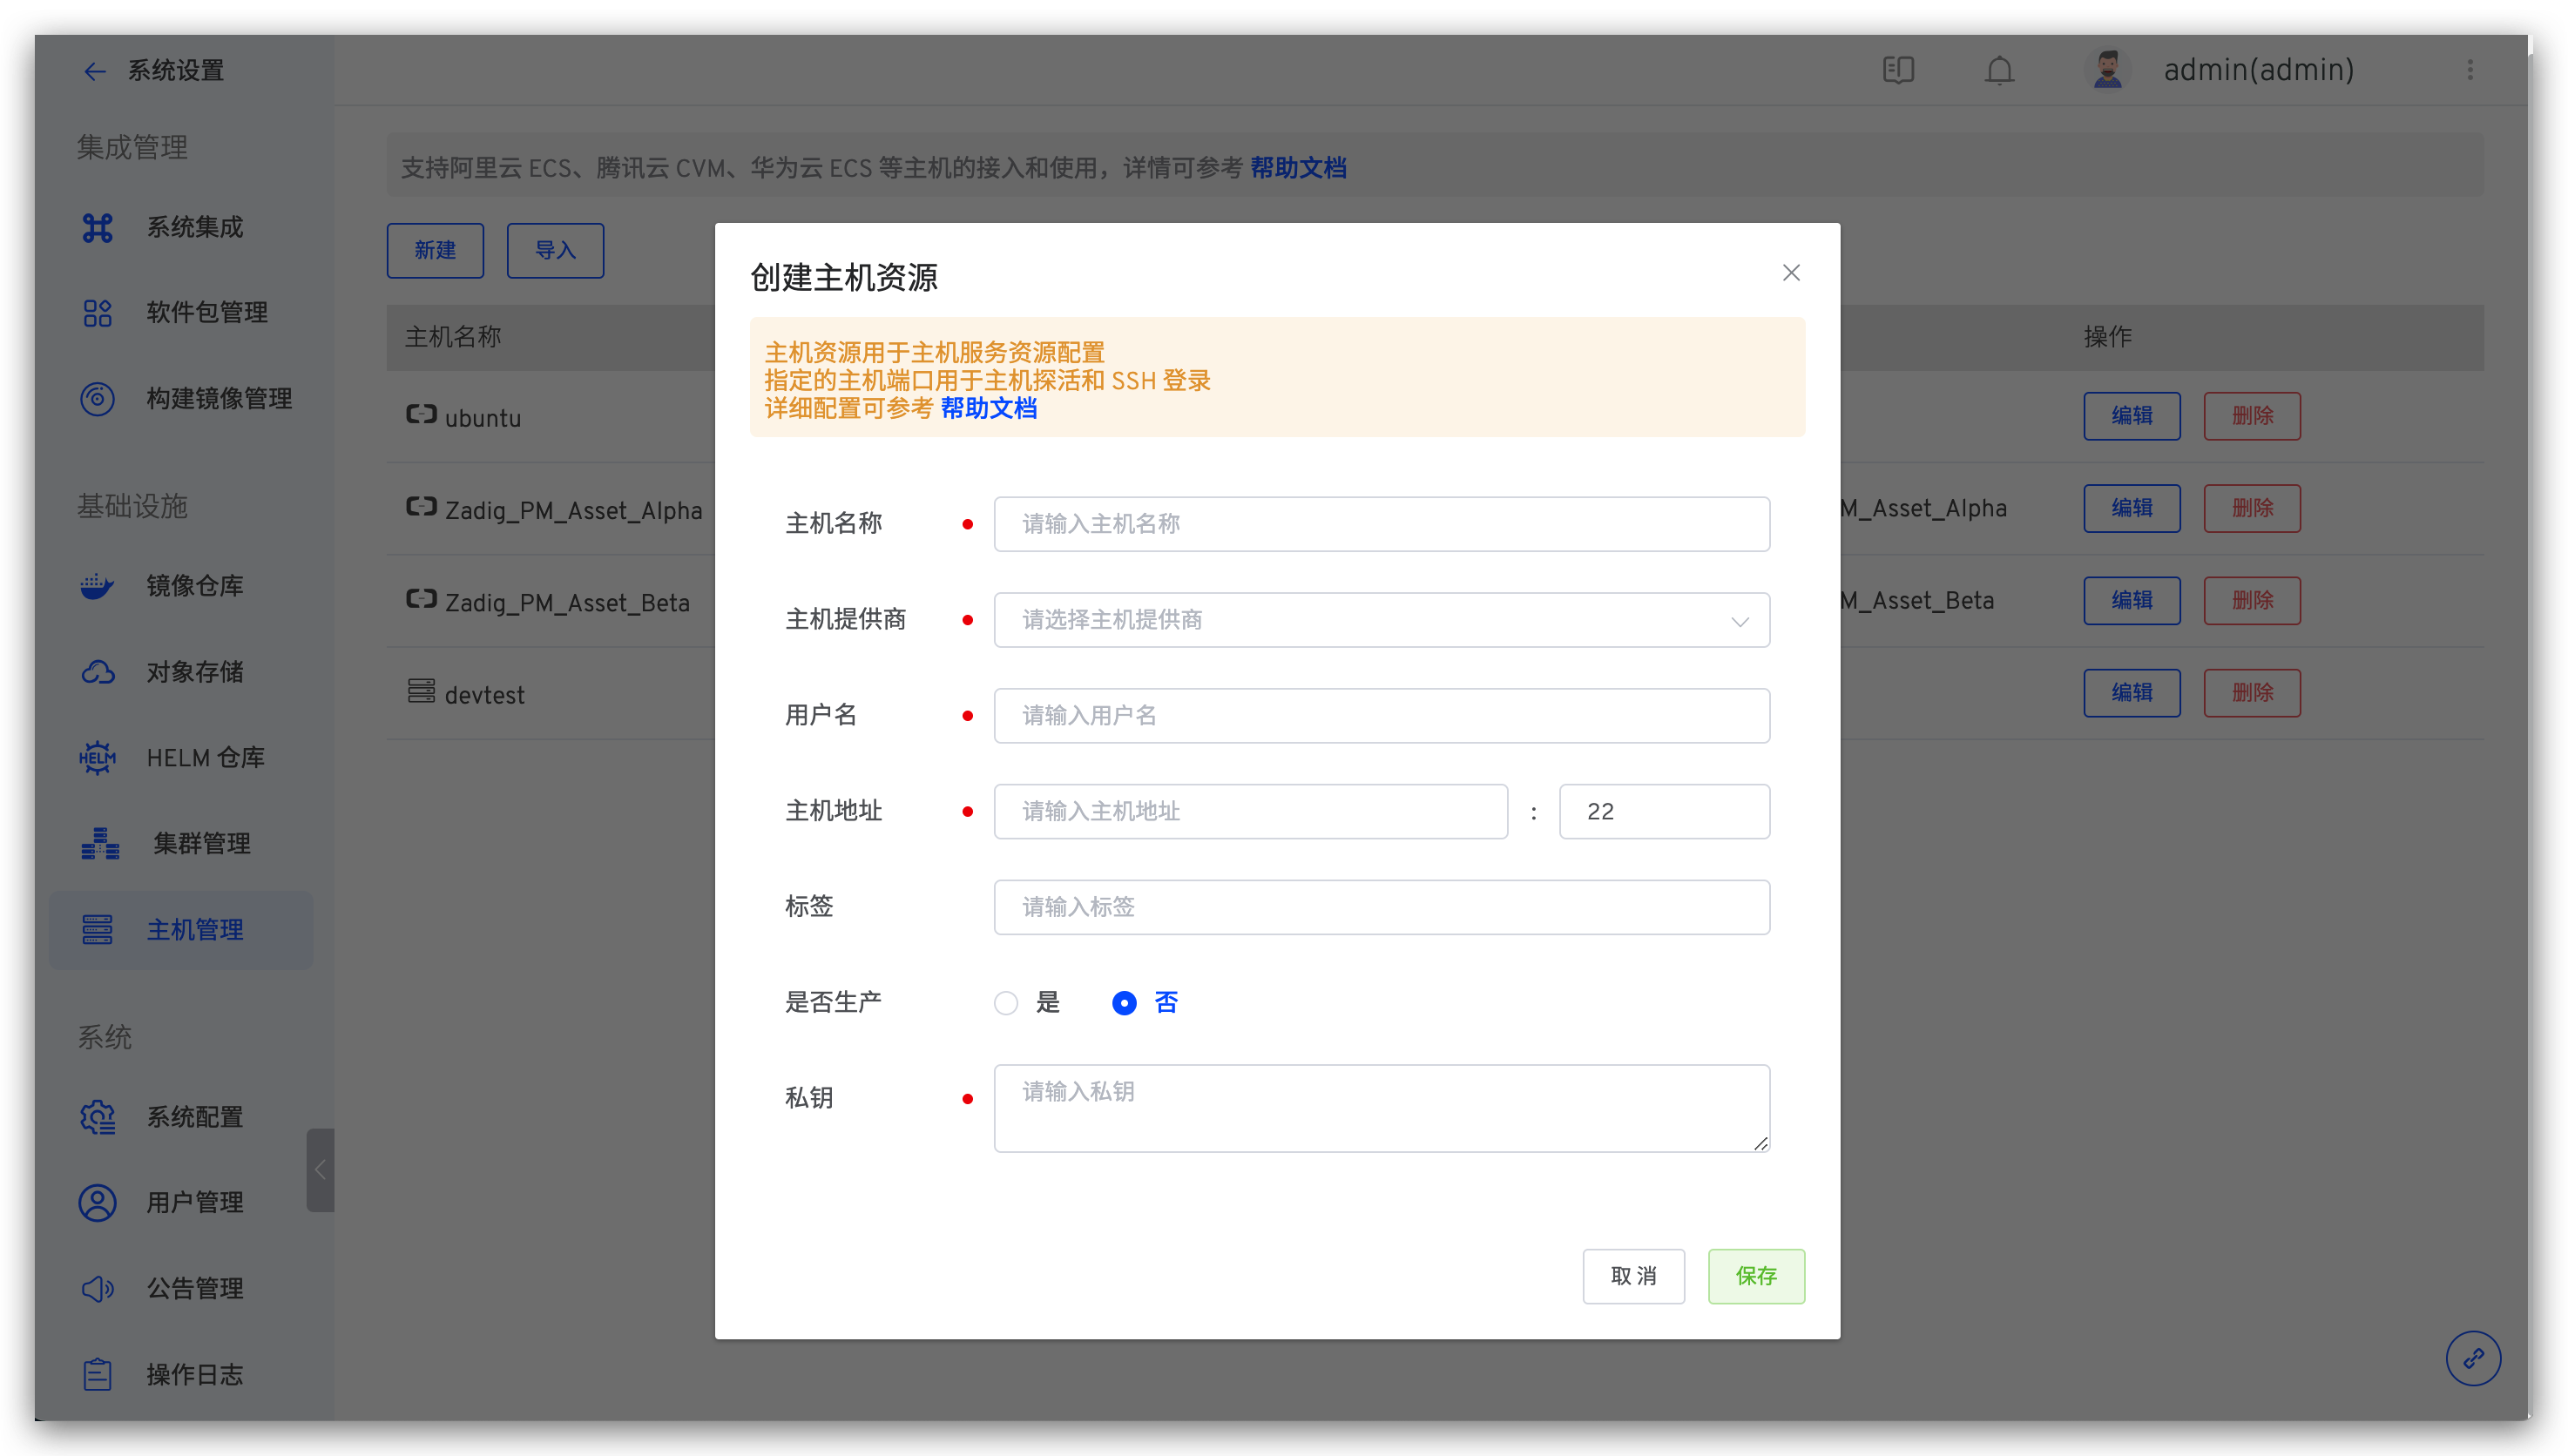 系统设置
admin(admin)
集成管理
系统集成
软件包管理
构建镜像管理
基础设施
镜像仓库
对象存储
HELM
HELM 仓库
集群管理
主机管理
系统
系统配置
用户管理
公告管理
操作日志
支持阿里云 ECS、腾讯云 CVM、华为云 ECS 等主机的接入和使用，详情可参考 帮助文档
新建
导入
主机名称
操作
ubuntu
编辑
删除
Zadig_PM_Asset_Alpha
M_Asset_Alpha
编辑
删除
Zadig_PM_Asset_Beta
M_Asset_Beta
编辑
删除
devtest
编辑
删除
创建主机资源
主机资源用于主机服务资源配置
指定的主机端口用于主机探活和 SSH 登录
详细配置可参考 帮助文档
主机名称
请输入主机名称
主机提供商
请选择主机提供商
用户名
请输入用户名
主机地址
请输入主机地址
:
22
标签
请输入标签
是否生产
是
否
私钥
请输入私钥
取 消
保存